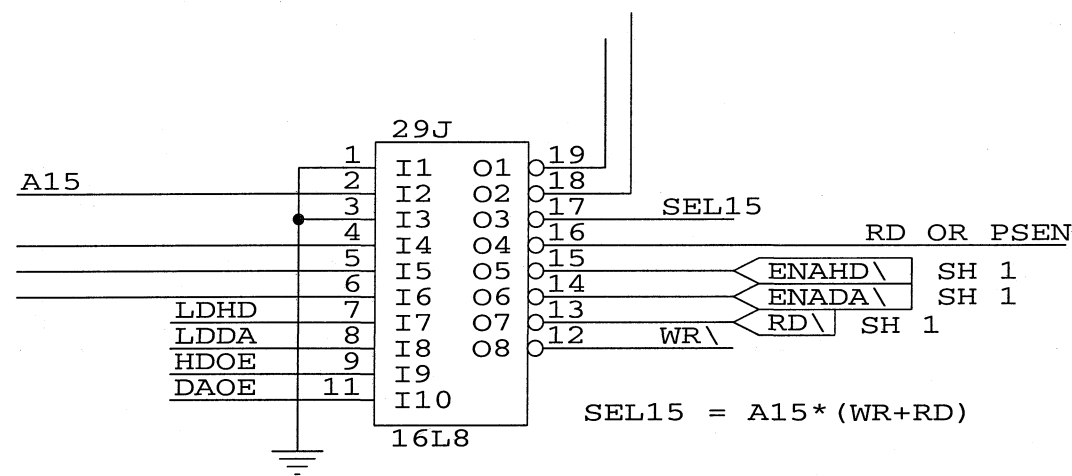 29J
1 I1 O1 19
A15 2 I2 O2 18
3 I3 O3 17 SEL15
4 I4 O4 16 RD OR PSEN
5 I5 O5 15 ENAHD\ SH 1
6 I6 O6 14 ENADA\ SH 1
LDHD 7 I7 O7 13 RD\ SH 1
LDDA 8 I8 O8 12 WR\
HDOE 9 I9
DAOE 11 I10
SEL15 = A15*(WR+RD)
16L8